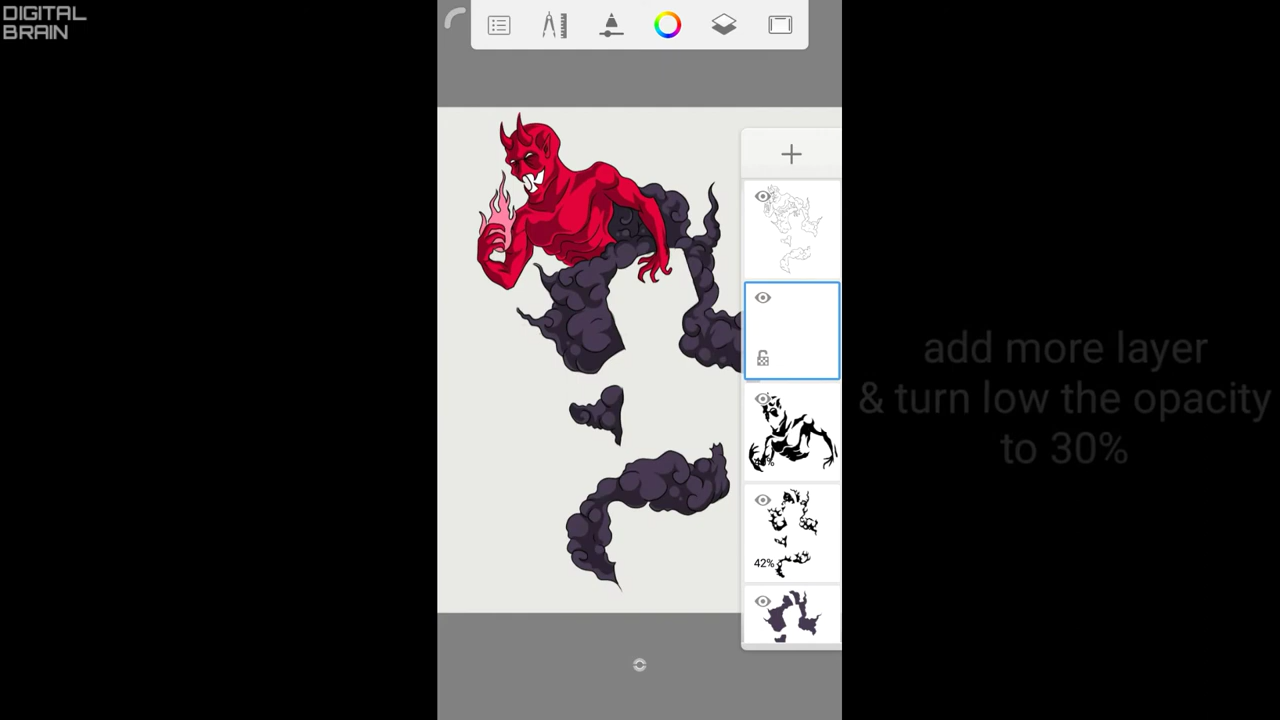 DIGITAL
BRAIN
add more layer
& turn low the opacity
to 30%
42%